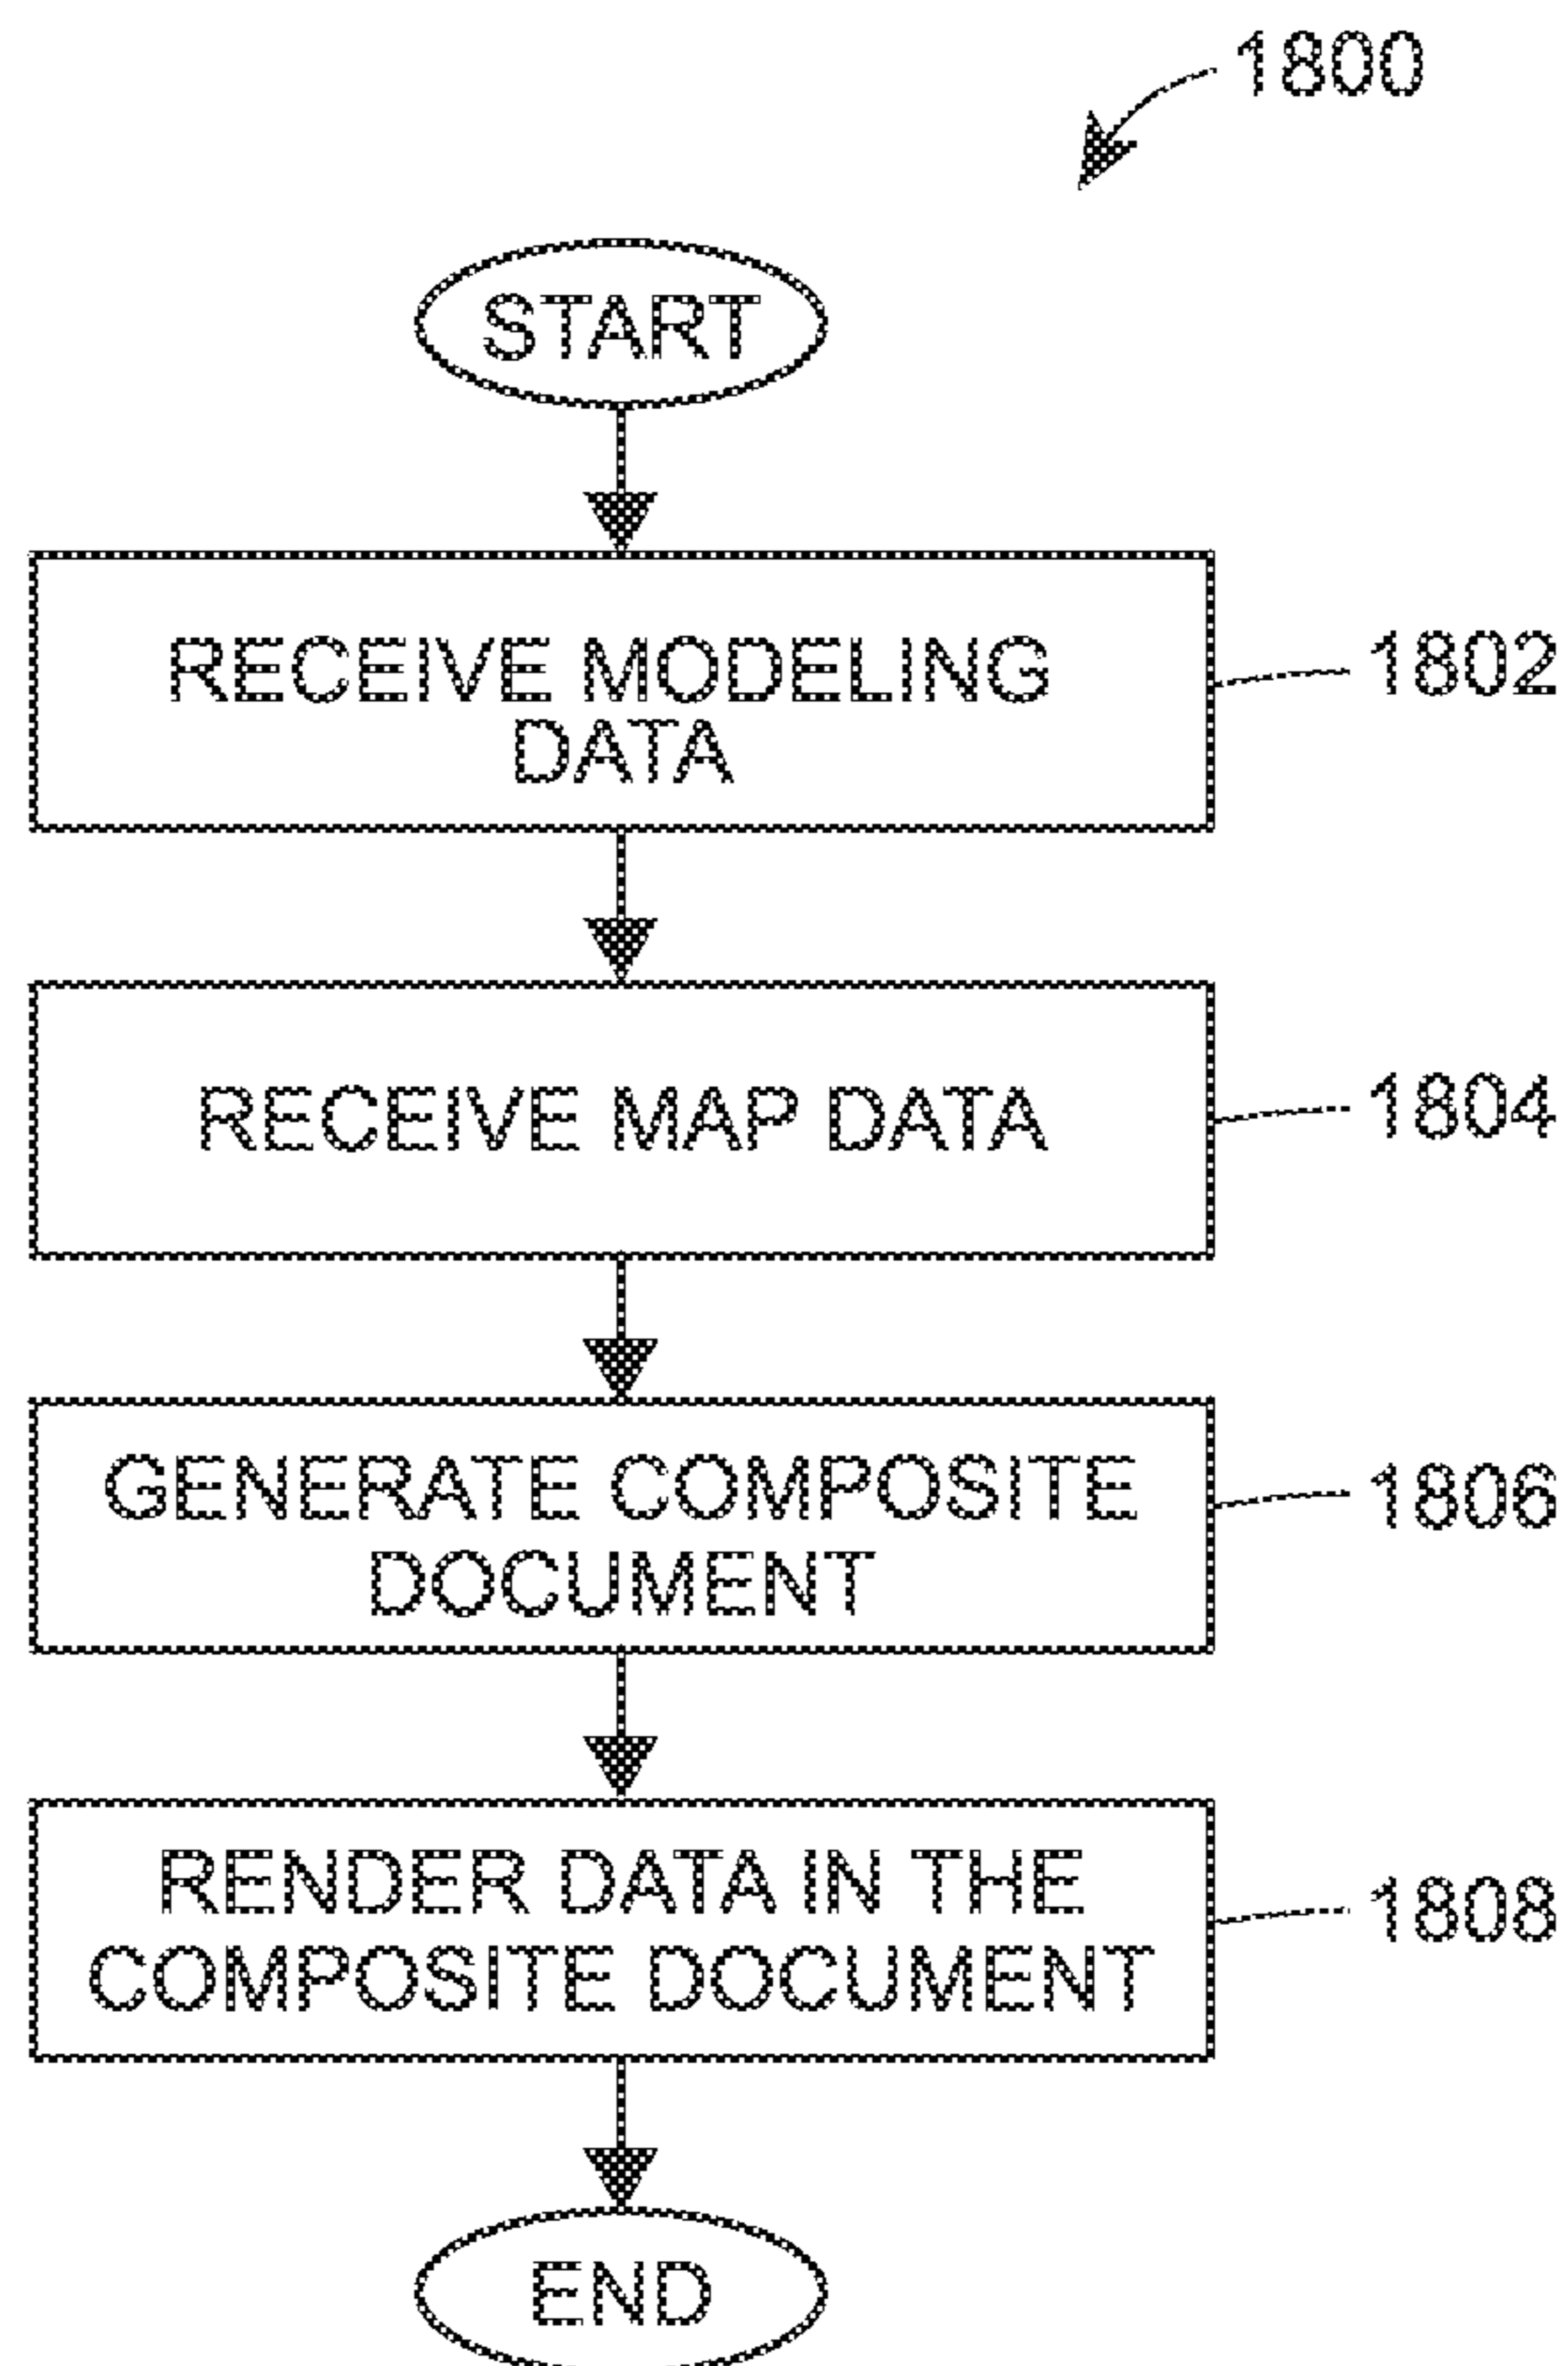 1800
START
RECEIVE MODELING
DATA
1802
RECEIVE MAP DATA
1804
GENERATE COMPOSITE
DOCUMENT
1806
RENDER DATA IN THE
COMPOSITE DOCUMENT
1808
END